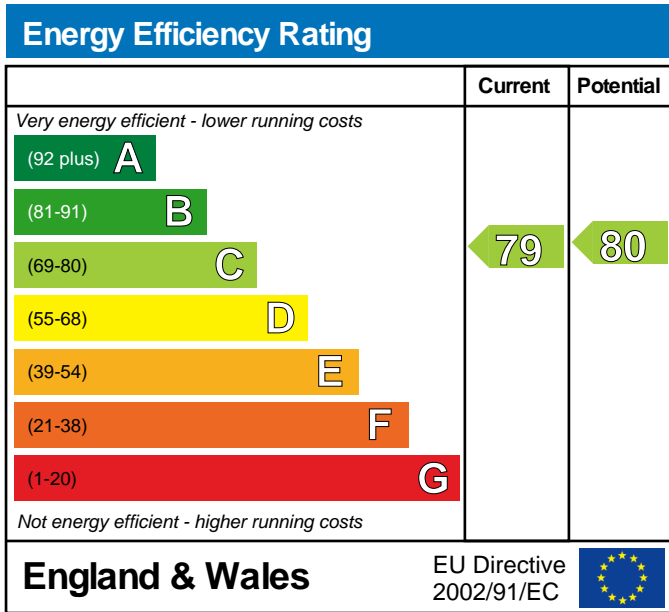 Energy Efficiency Rating
Current Potential
Very energy efficient - lower running costs
(92 plus) A
(81-91) B
(69-80) C
79 80
(55-68) D
(39-54) E
(21-38) F
(1-20) G
Not energy efficient - higher running costs
England & Wales
EU Directive
2002/91/EC